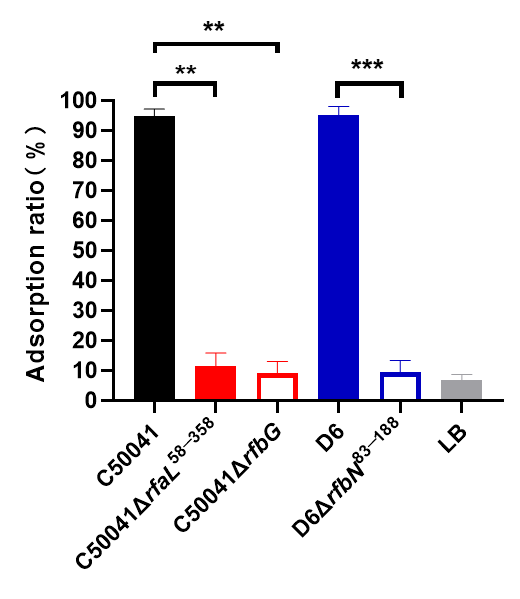 **
**
***
Adsorption ratio(%)
100
90
80
70
60
50
40
30
20
10
0
C50041
C50041ΔrfaL58–358
C50041ΔrfbG
D6
D6ΔrfbN83–188
LB